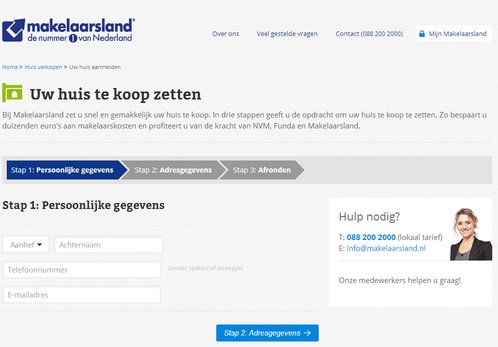 makelaarsland
de nummer 1 van Nederland
Over ons
Veel gestelde vragen
Contact (088 200 2000)
Mijn Makelaarsland
Home » Huis verkopen » Uw huis aanmelden
Uw huis te koop zetten
Bij Makelaarsland zet u snel en gemakkelijk uw huis te koop. In drie stappen geeft u de opdracht om uw huis te koop te zetten. Zo bespaart u
duizenden euro's aan makelaarskosten en profiteert u van de kracht van NVM, Funda en Makelaarsland.
Stap 1: Persoonlijke gegevens
Stap 2: Adresgegevens
Stap 3: Afronden
Stap 1: Persoonlijke gegevens
Aanhef
Achternaam
Telefoonnummer
zonder spaties of streepjes
E-mailadres
Stap 2: Adresgegevens
Hulp nodig?
T: 088 200 2000 (lokaal tarief)
E: info@makelaarsland.nl
Onze medewerkers helpen u graag!